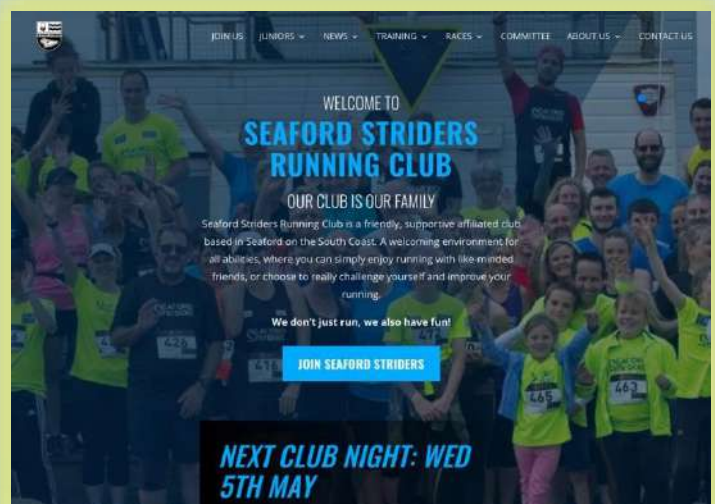 JOIN US JUNIORS NEWS TRAINING RACES COMMITTEE ABOUT US CONTACT US
WELCOME TO
SEAFORD STRIDERS
RUNNING CLUB
OUR CLUB IS OUR FAMILY
Seaford Striders Running Club is a friendly, supportive affiliated club
based in Seaford on the South Coast. A welcoming environment for
all abilities, where you can simply enjoy running with like-minded
friends, or choose to really challenge yourself and improve your
running.
We don't just run, we also have fun!
JOIN SEAFORD STRIDERS
426
416
465
463
NEXT CLUB NIGHT: WED
5TH MAY